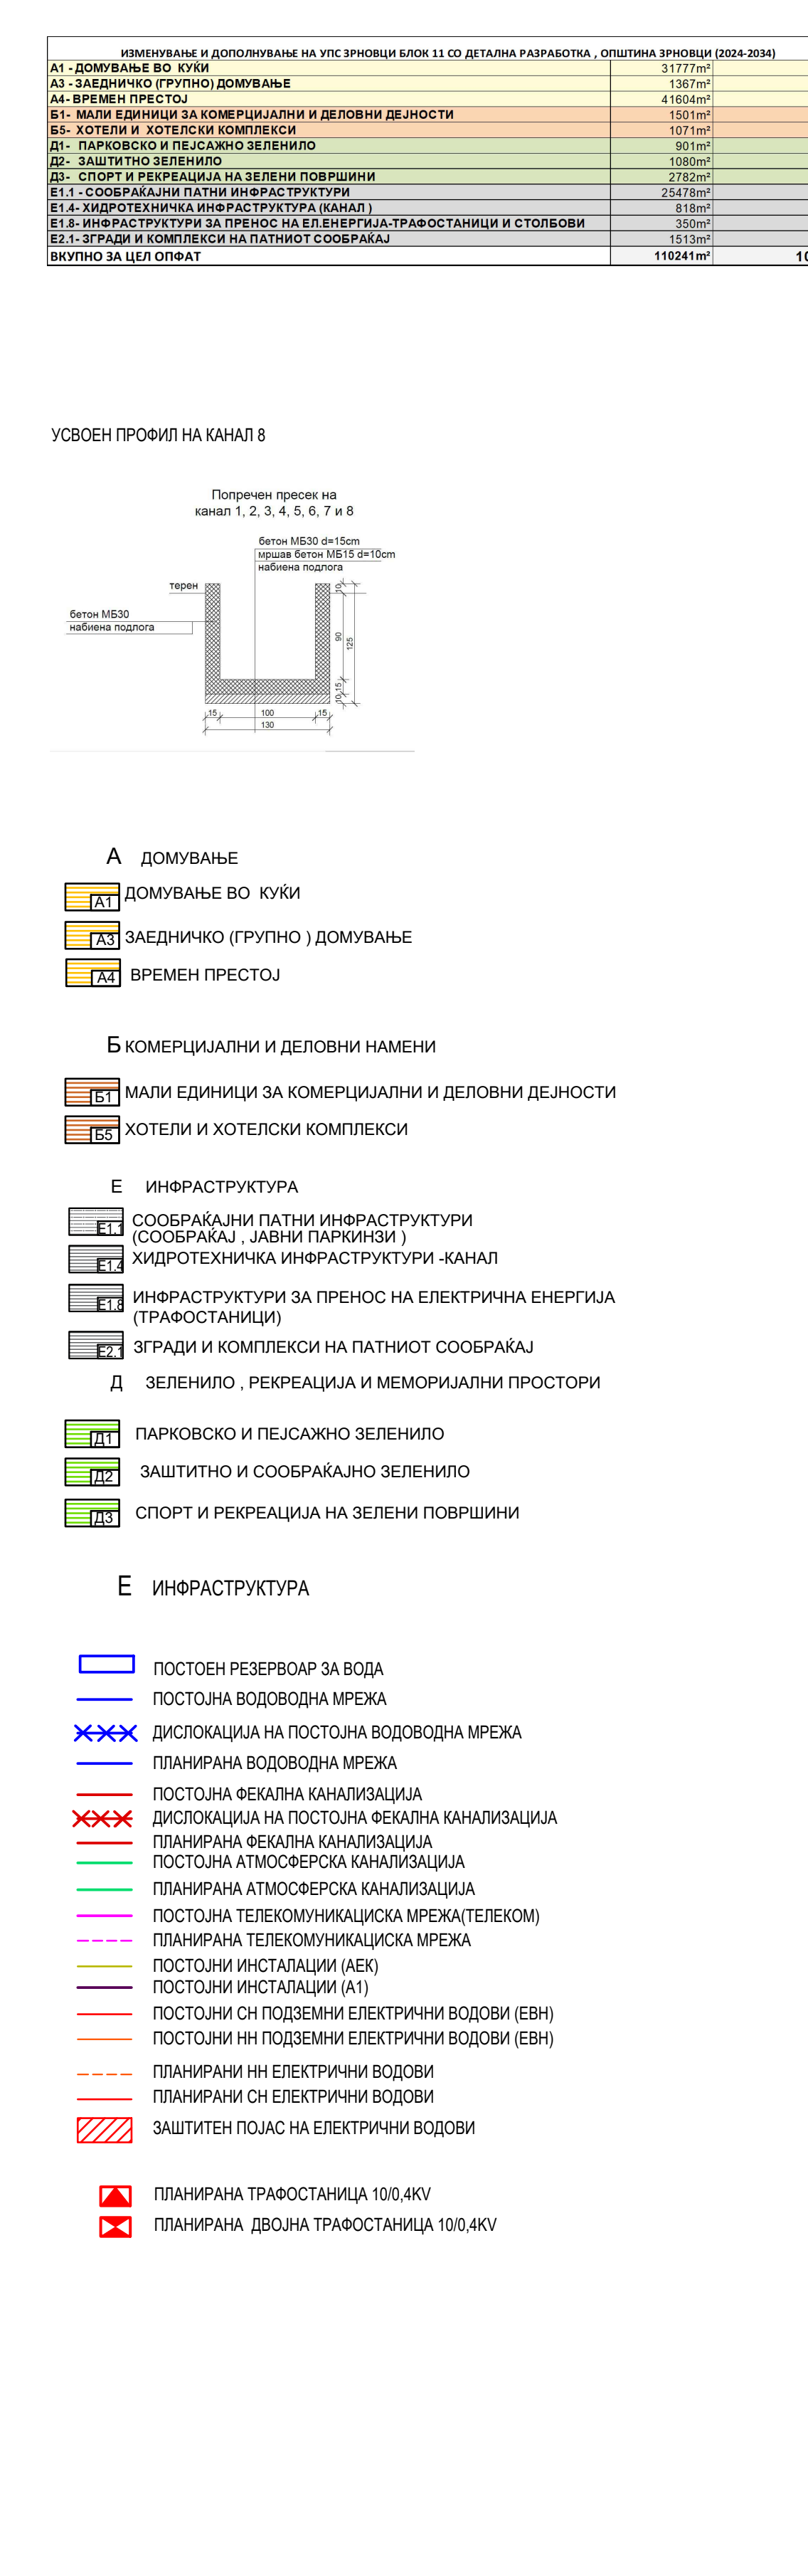 ИЗМЕНУВАЊЕ И ДОПОЛНУВАЊЕ НА УПС ЗРНОВЦИ БЛОК 11 СО ДЕТАЛНА РАЗРАБОТКА , ОПШТИНА ЗРНОВЦИ (2024-2034)
А1 - ДОМУВАЊЕ ВО КУЌИ 31777m²
А3 - ЗАЕДНИЧКО (ГРУПНО) ДОМУВАЊЕ 1367m²
А4- ВРЕМЕН ПРЕСТОЈ 41604m²
Б1- МАЛИ ЕДИНИЦИ ЗА КОМЕРЦИЈАЛНИ И ДЕЛОВНИ ДЕЈНОСТИ 1501m²
Б5- ХОТЕЛИ И ХОТЕЛСКИ КОМПЛЕКСИ 1071m²
Д1- ПАРКОВСКО И ПЕЈСАЖНО ЗЕЛЕНИЛО 901m²
Д2- ЗАШТИТНО ЗЕЛЕНИЛО 1080m²
Д3- СПОРТ И РЕКРЕАЦИЈА НА ЗЕЛЕНИ ПОВРШИНИ 2782m²
Е1.1 - СООБРАЌАЈНИ ПАТНИ ИНФРАСТРУКТУРИ 25478m²
Е1.4- ХИДРОТЕХНИЧКА ИНФРАСТРУКТУРА (КАНАЛ ) 818m²
Е1.8- ИНФРАСТРУКТУРИ ЗА ПРЕНОС НА ЕЛ.ЕНЕРГИЈА-ТРАФОСТАНИЦИ И СТОЛБОВИ 350m²
Е2.1- ЗГРАДИ И КОМПЛЕКСИ НА ПАТНИОТ СООБРАЌАЈ 1513m²
ВКУПНО ЗА ЦЕЛ ОПФАТ 110241m² 10
УСВОЕН ПРОФИЛ НА КАНАЛ 8
Попречен пресек на
канал 1, 2, 3, 4, 5, 6, 7 и 8
бетон МБ30 d=15cm
мршав бетон МБ15 d=10cm
набиена подлога
терен
бетон МБ30
набиена подлога
10
90
125
15
10
15 100 15
130
А ДОМУВАЊЕ
А1 ДОМУВАЊЕ ВО КУЌИ
А3 ЗАЕДНИЧКО (ГРУПНО ) ДОМУВАЊЕ
А4 ВРЕМЕН ПРЕСТОЈ
Б КОМЕРЦИЈАЛНИ И ДЕЛОВНИ НАМЕНИ
Б1 МАЛИ ЕДИНИЦИ ЗА КОМЕРЦИЈАЛНИ И ДЕЛОВНИ ДЕЈНОСТИ
Б5 ХОТЕЛИ И ХОТЕЛСКИ КОМПЛЕКСИ
Е ИНФРАСТРУКТУРА
Е1.1 СООБРАЌАЈНИ ПАТНИ ИНФРАСТРУКТУРИ
(СООБРАЌАЈ , ЈАВНИ ПАРКИНЗИ )
Е1.4 ХИДРОТЕХНИЧКА ИНФРАСТРУКТУРИ -КАНАЛ
Е1.8 ИНФРАСТРУКТУРИ ЗА ПРЕНОС НА ЕЛЕКТРИЧНА ЕНЕРГИЈА
(ТРАФОСТАНИЦИ)
Е2.1 ЗГРАДИ И КОМПЛЕКСИ НА ПАТНИОТ СООБРАЌАЈ
Д ЗЕЛЕНИЛО , РЕКРЕАЦИЈА И МЕМОРИЈАЛНИ ПРОСТОРИ
Д1 ПАРКОВСКО И ПЕЈСАЖНО ЗЕЛЕНИЛО
Д2 ЗАШТИТНО И СООБРАЌАЈНО ЗЕЛЕНИЛО
Д3 СПОРТ И РЕКРЕАЦИЈА НА ЗЕЛЕНИ ПОВРШИНИ
Е ИНФРАСТРУКТУРА
ПОСТОЕН РЕЗЕРВОАР ЗА ВОДА
ПОСТОЈНА ВОДОВОДНА МРЕЖА
ДИСЛОКАЦИЈА НА ПОСТОЈНА ВОДОВОДНА МРЕЖА
ПЛАНИРАНА ВОДОВОДНА МРЕЖА
ПОСТОЈНА ФЕКАЛНА КАНАЛИЗАЦИЈА
ДИСЛОКАЦИЈА НА ПОСТОЈНА ФЕКАЛНА КАНАЛИЗАЦИЈА
ПЛАНИРАНА ФЕКАЛНА КАНАЛИЗАЦИЈА
ПОСТОЈНА АТМОСФЕРСКА КАНАЛИЗАЦИЈА
ПЛАНИРАНА АТМОСФЕРСКА КАНАЛИЗАЦИЈА
ПОСТОЈНА ТЕЛЕКОМУНИКАЦИСКА МРЕЖА(ТЕЛЕКОМ)
ПЛАНИРАНА ТЕЛЕКОМУНИКАЦИСКА МРЕЖА
ПОСТОЈНИ ИНСТАЛАЦИИ (АЕК)
ПОСТОЈНИ ИНСТАЛАЦИИ (А1)
ПОСТОЈНИ СН ПОДЗЕМНИ ЕЛЕКТРИЧНИ ВОДОВИ (ЕВН)
ПОСТОЈНИ НН ПОДЗЕМНИ ЕЛЕКТРИЧНИ ВОДОВИ (ЕВН)
ПЛАНИРАНИ НН ЕЛЕКТРИЧНИ ВОДОВИ
ПЛАНИРАНИ СН ЕЛЕКТРИЧНИ ВОДОВИ
ЗАШТИТЕН ПОЈАС НА ЕЛЕКТРИЧНИ ВОДОВИ
ПЛАНИРАНА ТРАФОСТАНИЦА 10/0,4KV
ПЛАНИРАНА ДВОЈНА ТРАФОСТАНИЦА 10/0,4KV